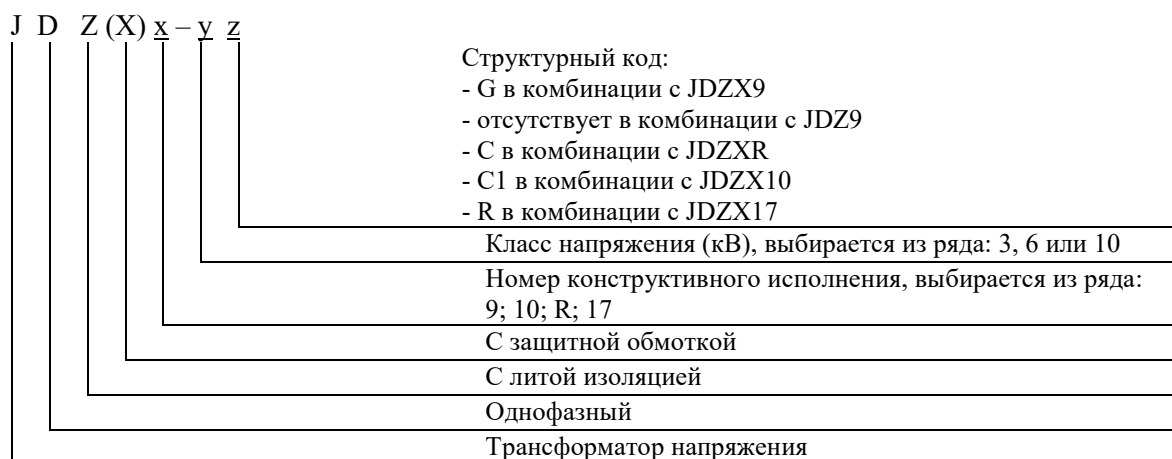 J D Z (X) x – y z
Структурный код:
- G в комбинации с JDZX9
- отсутствует в комбинации с JDZ9
- C в комбинации с JDZXR
- C1 в комбинации с JDZX10
- R в комбинации с JDZX17
Класс напряжения (кВ), выбирается из ряда: 3, 6 или 10
Номер конструктивного исполнения, выбирается из ряда:
9; 10; R; 17
С защитной обмоткой
С литой изоляцией
Однофазный
Трансформатор напряжения